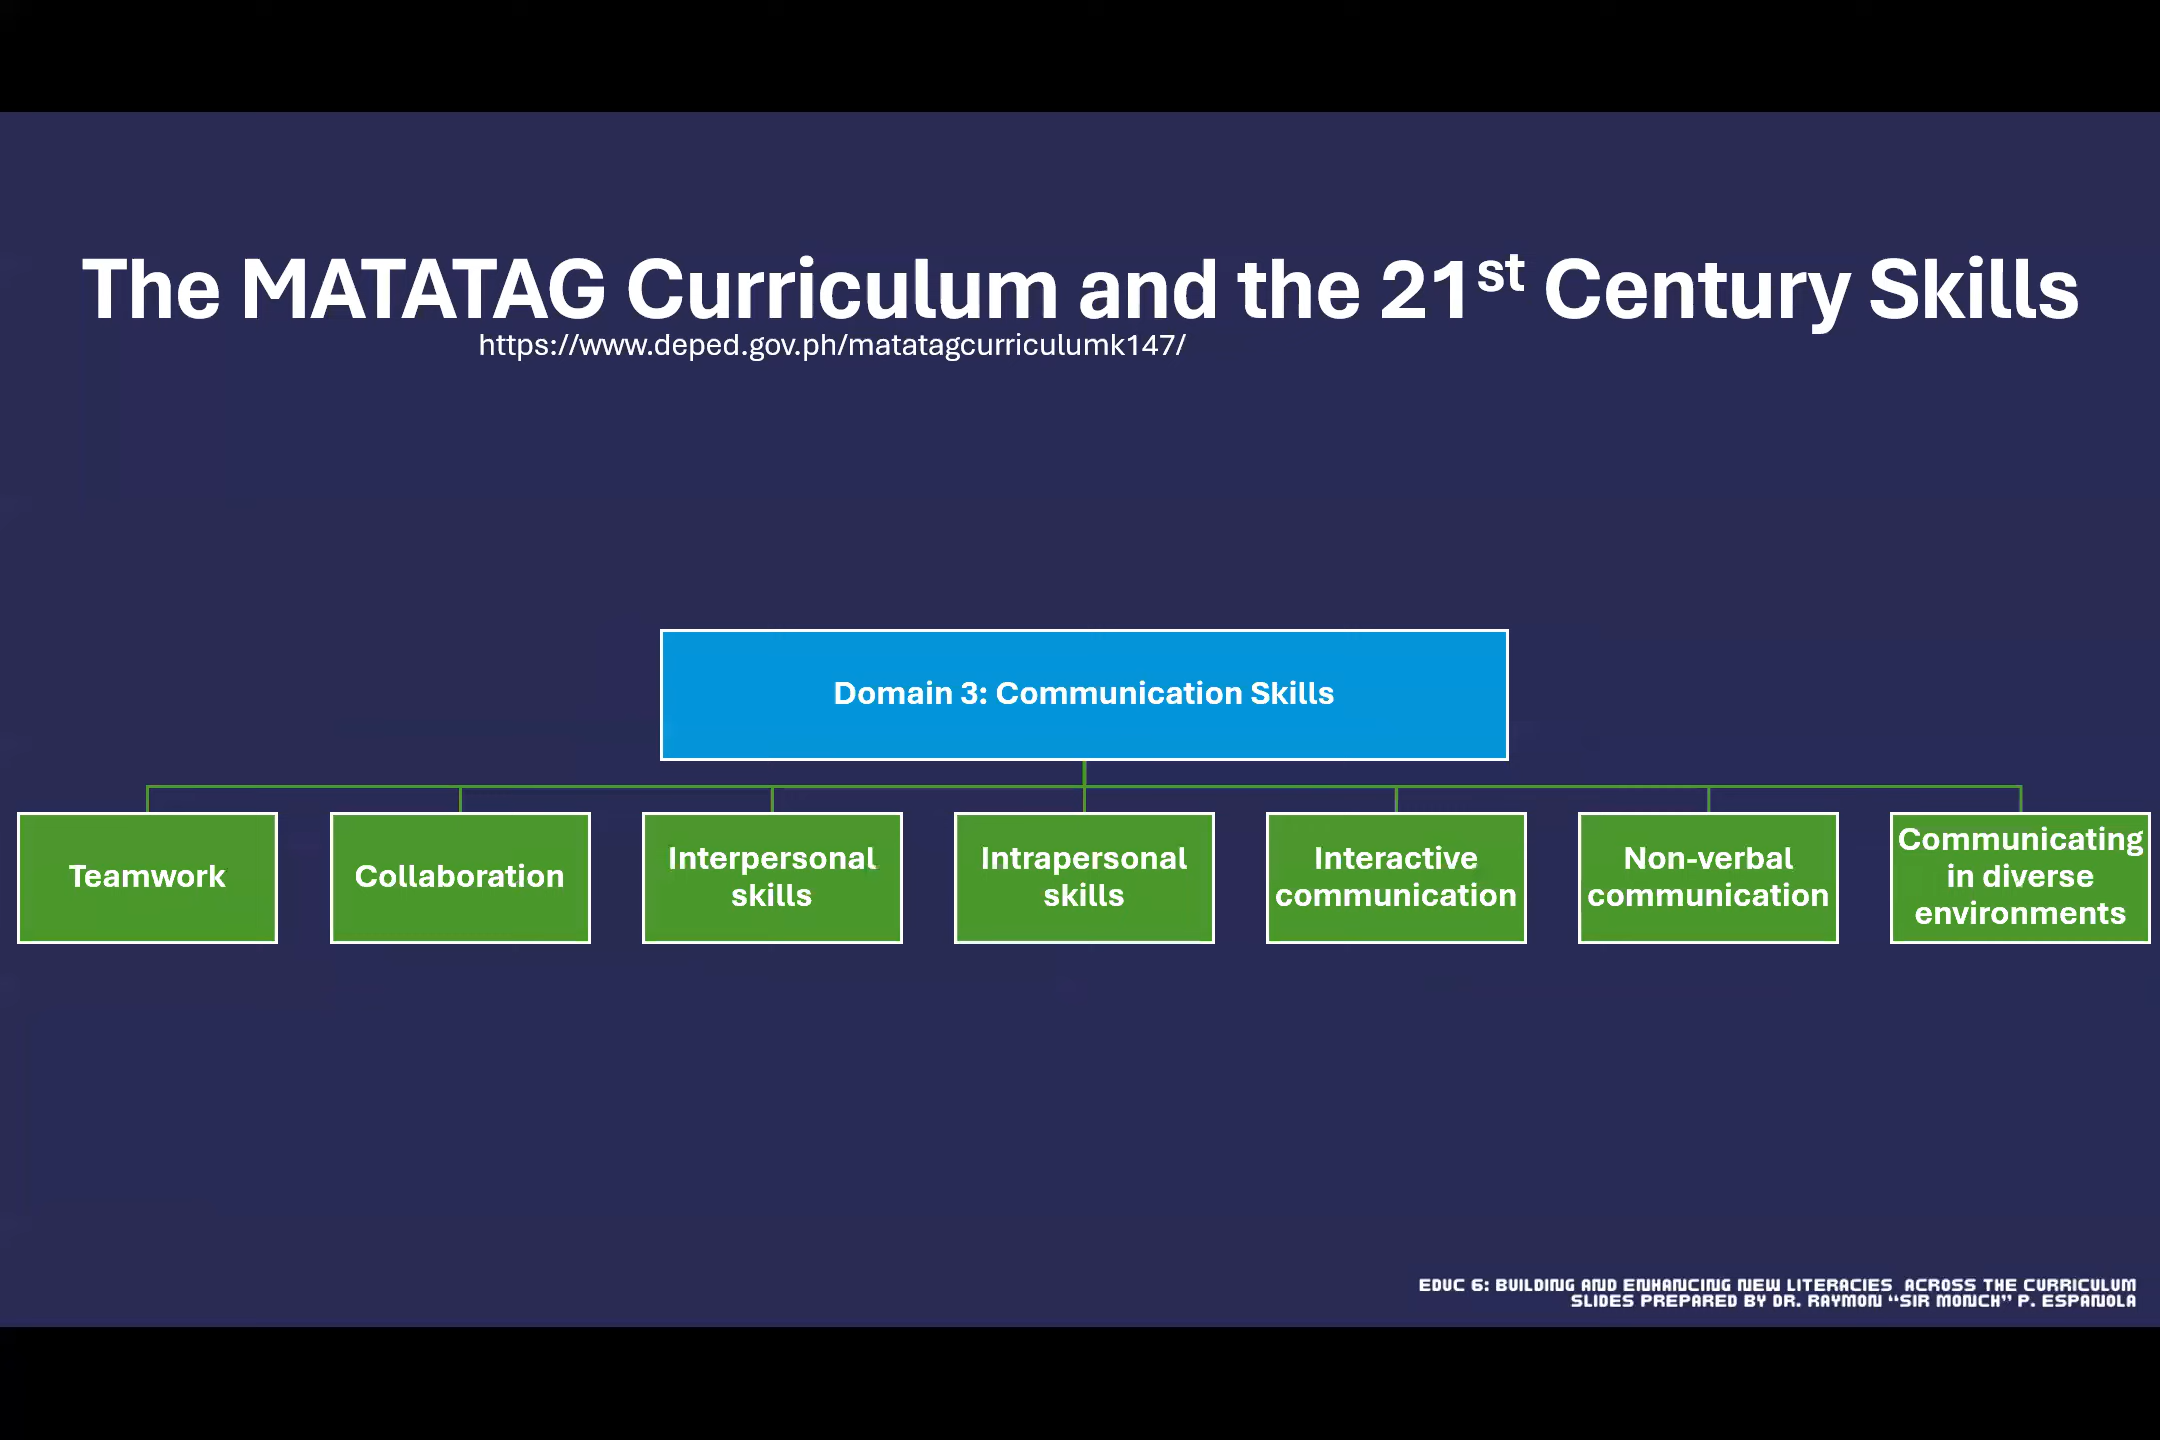 The MATATAG Curriculum and the 21st Century Skills
https://www.deped.gov.ph/matatagcurriculumk147/
Domain 3: Communication Skills
Teamwork
Collaboration
Interpersonal
skills
Intrapersonal
skills
Interactive
communication
Non-verbal
communication
Communicating
in diverse
environments
EDUC 6: BUILDING AND ENHANCING NEW LITERACIES ACROSS THE CURRICULUM
SLIDES PREPARED BY DR. RAYMON “SIR MONCH” P. ESPANOLA